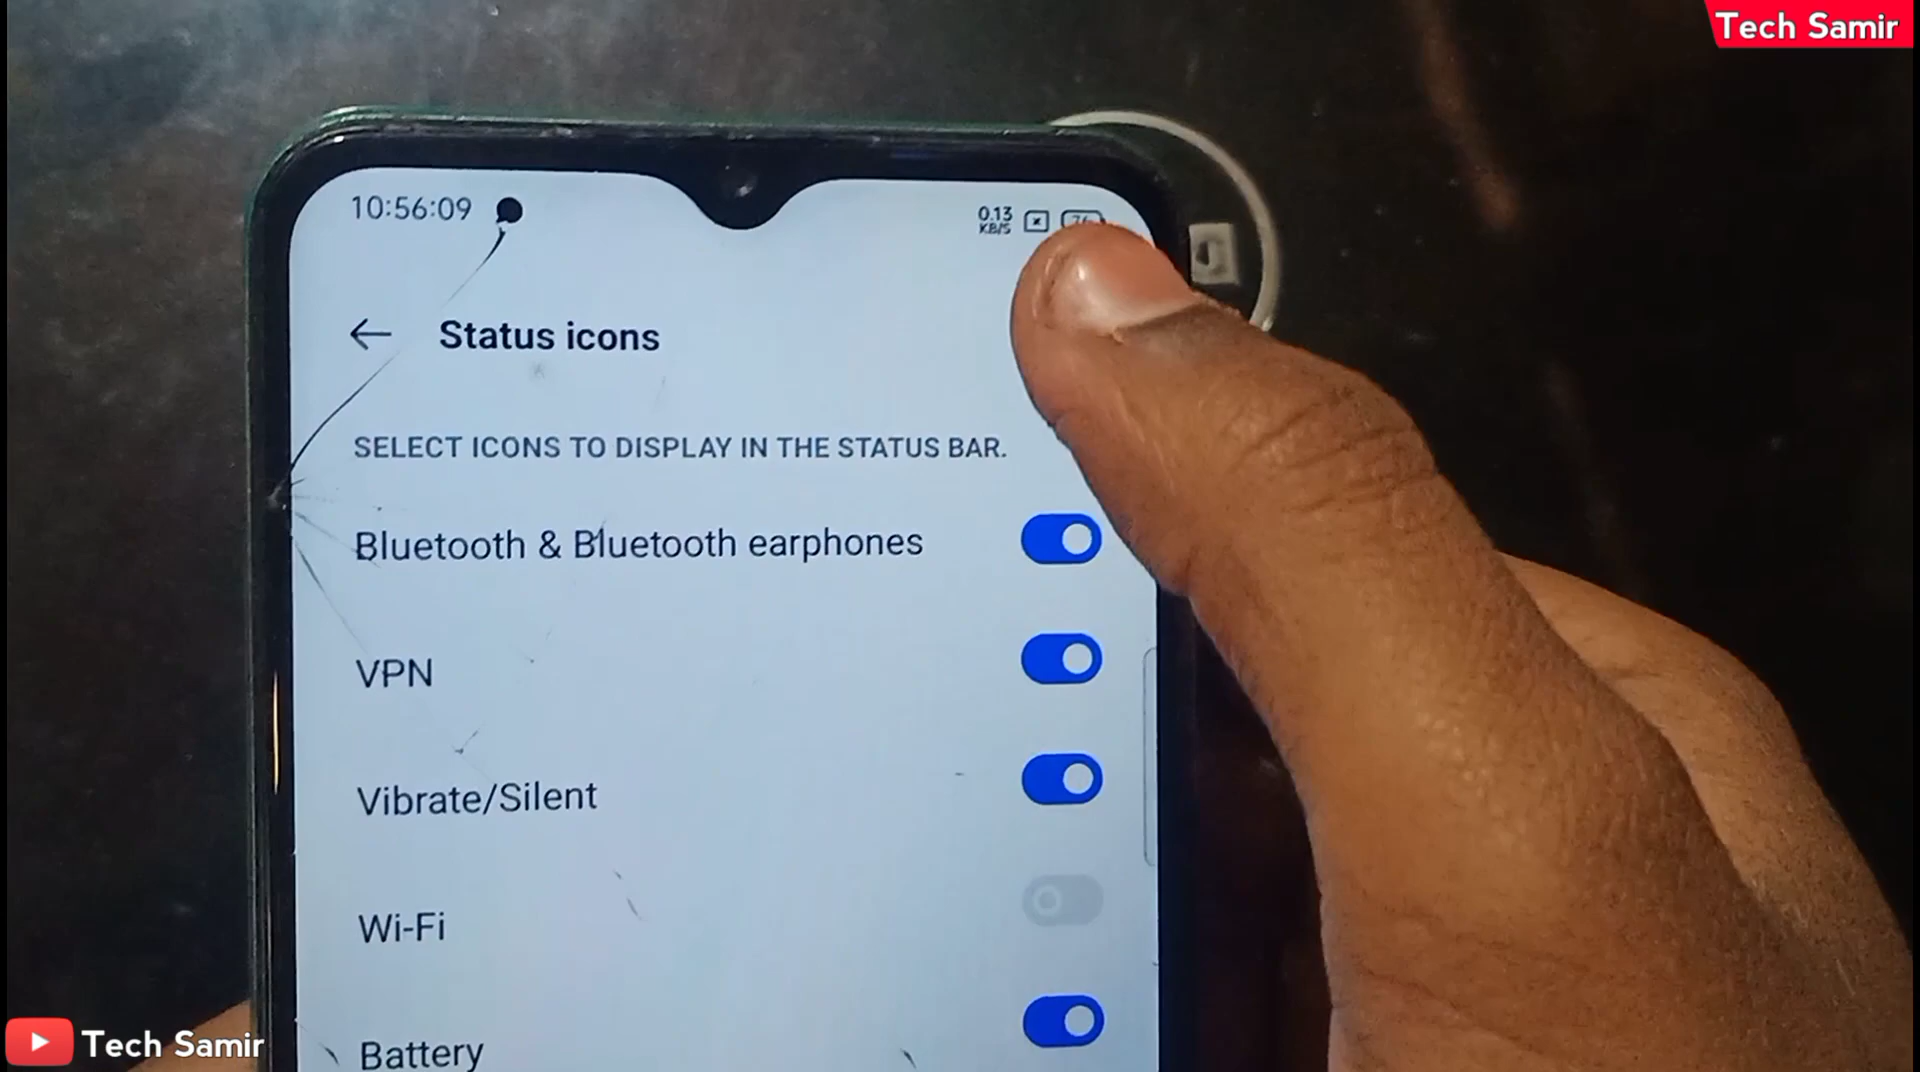 Tech Samir
10:56:09
0.13
KB/S
Status icons
SELECT ICONS TO DISPLAY IN THE STATUS BAR.
Bluetooth & Bluetooth earphones
VPN
Vibrate/Silent
Wi-Fi
Battery
Tech Samir